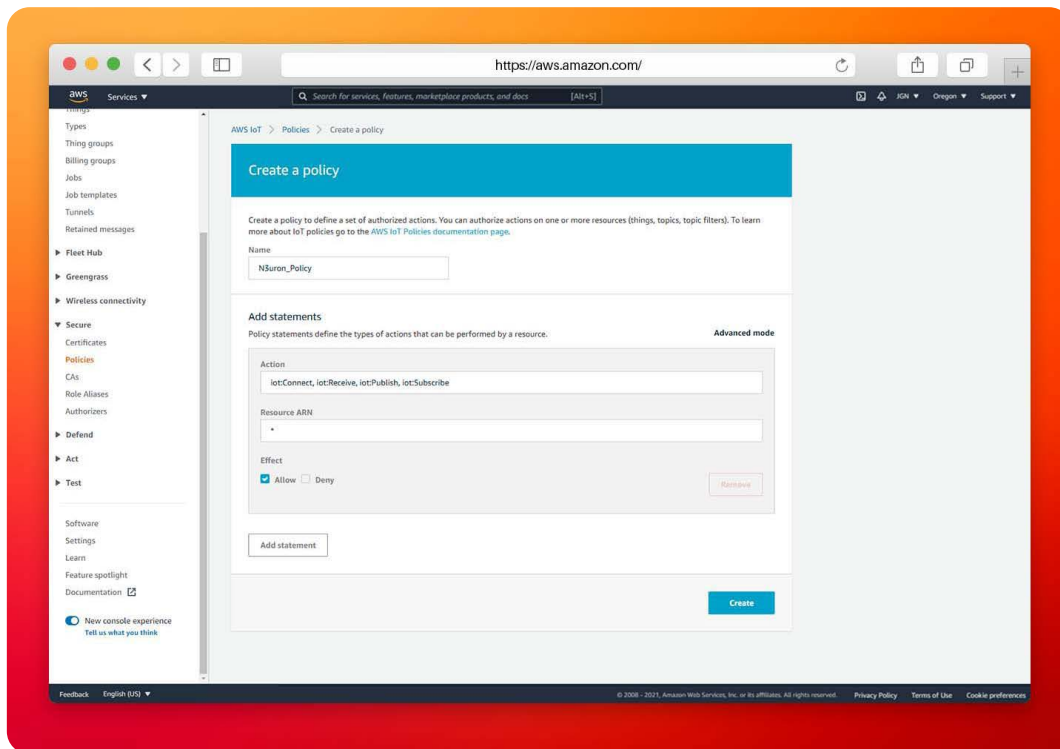 https://aws.amazon.com/
aws
Services ▼
Search for services, features, marketplace products, and docs
[Alt+S]
JGN ▼
Oregon ▼
Support ▼
Things
Types
Thing groups
Billing groups
Jobs
Job templates
Tunnels
Retained messages
Fleet Hub
Greengrass
Wireless connectivity
Secure
Certificates
Policies
CAs
Role Aliases
Authorizers
Defend
Act
Test
Software
Settings
Learn
Feature spotlight
Documentation
New console experience
Tell us what you think
AWS IoT > Policies > Create a policy
Create a policy
Create a policy to define a set of authorized actions. You can authorize actions on one or more resources (things, topics, topic filters). To learn
more about IoT policies go to the AWS IoT Policies documentation page.
Name
N3uron_Policy
Add statements
Policy statements define the types of actions that can be performed by a resource.
Advanced mode
Action
iot:Connect, iot:Receive, iot:Publish, iot:Subscribe
Resource ARN
*
Effect
Allow
Deny
Remove
Add statement
Create
Feedback
English (US) ▼
© 2008 - 2021, Amazon Web Services, Inc. or its affiliates. All rights reserved.
Privacy Policy
Terms of Use
Cookie preferences